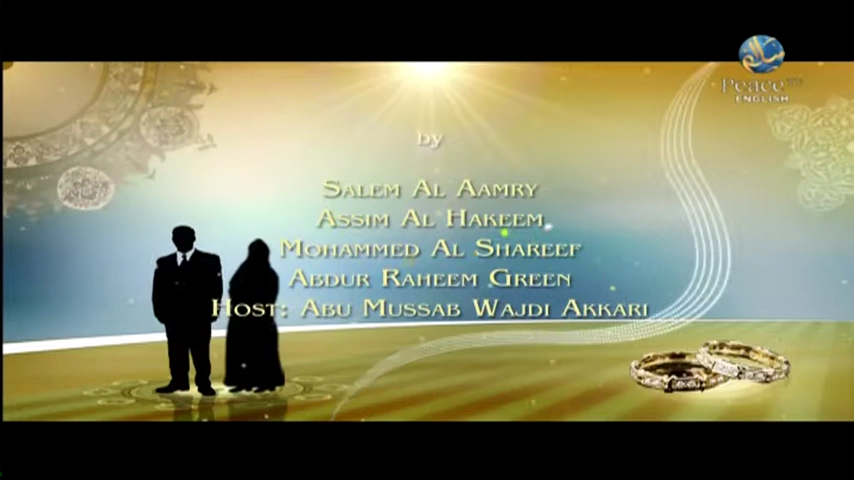 سلام
Peace
ENGLISH
by
SALEM AL AAMRY
ASSIM AL HAKEEM
MOHAMMED AL SHAREEF
ABDUR RAHEEM GREEN
HOST: ABU MUSSAB WAJDI AKKARI